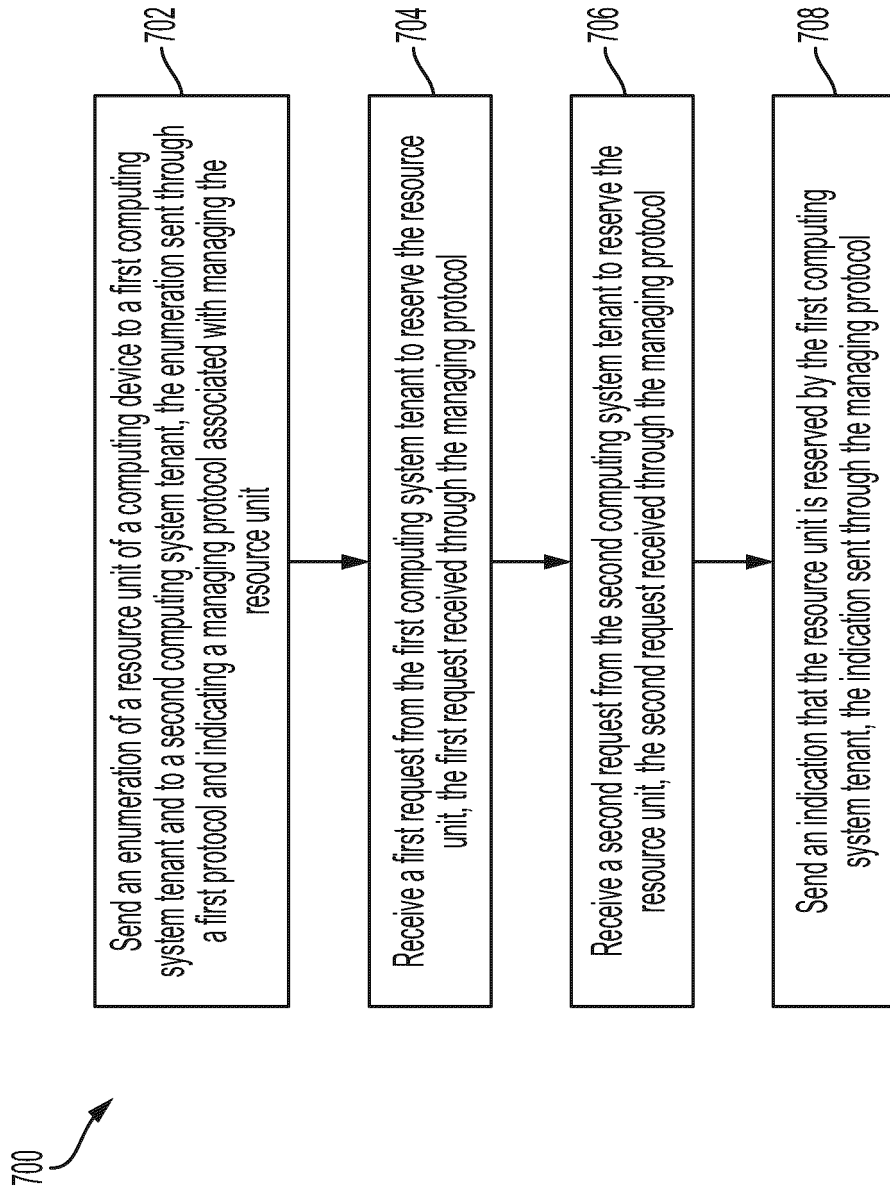 700
Send an enumeration of a resource unit of a computing device to a first computing
system tenant and to a second computing system tenant, the enumeration sent through
a first protocol and indicating a managing protocol associated with managing the
resource unit
702
Receive a first request from the first computing system tenant to reserve the resource
unit, the first request received through the managing protocol
704
Receive a second request from the second computing system tenant to reserve the
resource unit, the second request received through the managing protocol
706
Send an indication that the resource unit is reserved by the first computing
system tenant, the indication sent through the managing protocol
708